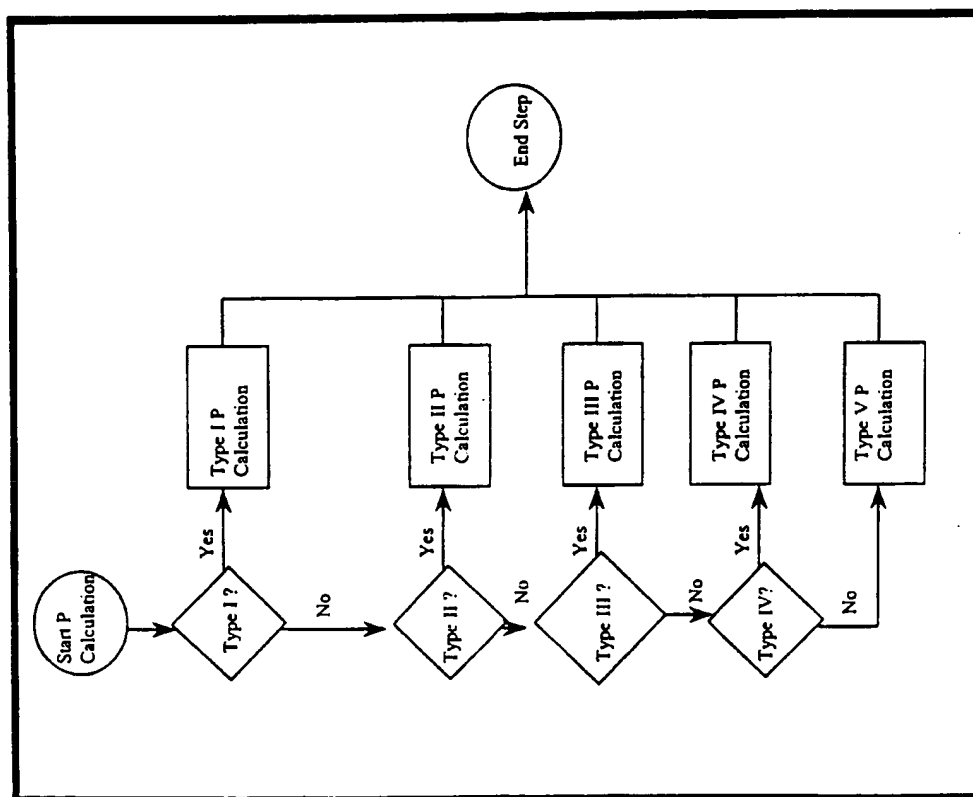 Start P
Calculation
Type I ?
Yes
Type I P
Calculation
No
Type II ?
Yes
Type II P
Calculation
No
Type III ?
Yes
Type III P
Calculation
No
Type IV?
Yes
Type IV P
Calculation
No
Type V P
Calculation
End Step